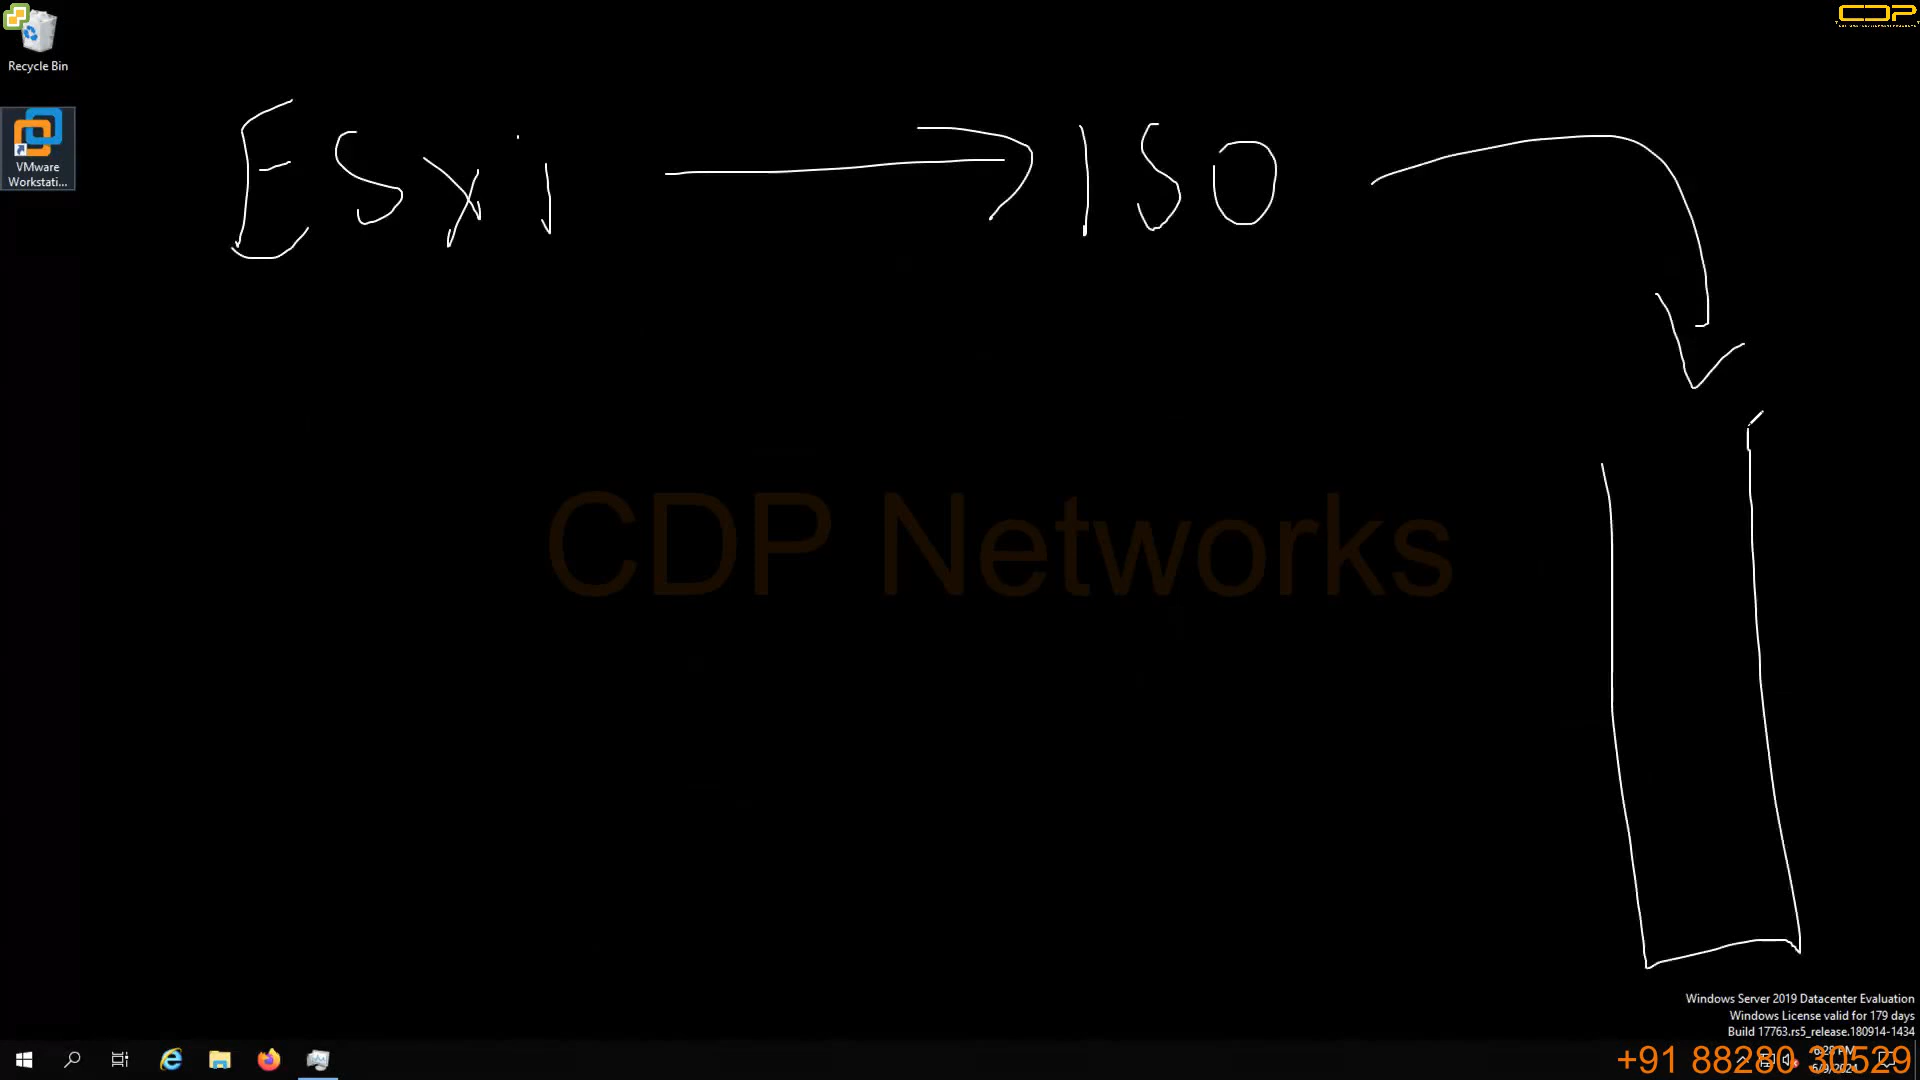 CDP
Recycle Bin
VMware
Workstati...
ESxi
ISO
CDP Networks
Windows Server 2019 Datacenter Evaluation
Windows License valid for 179 days
Build 17763.rs5_release.180914-1434
+91 88280 30529